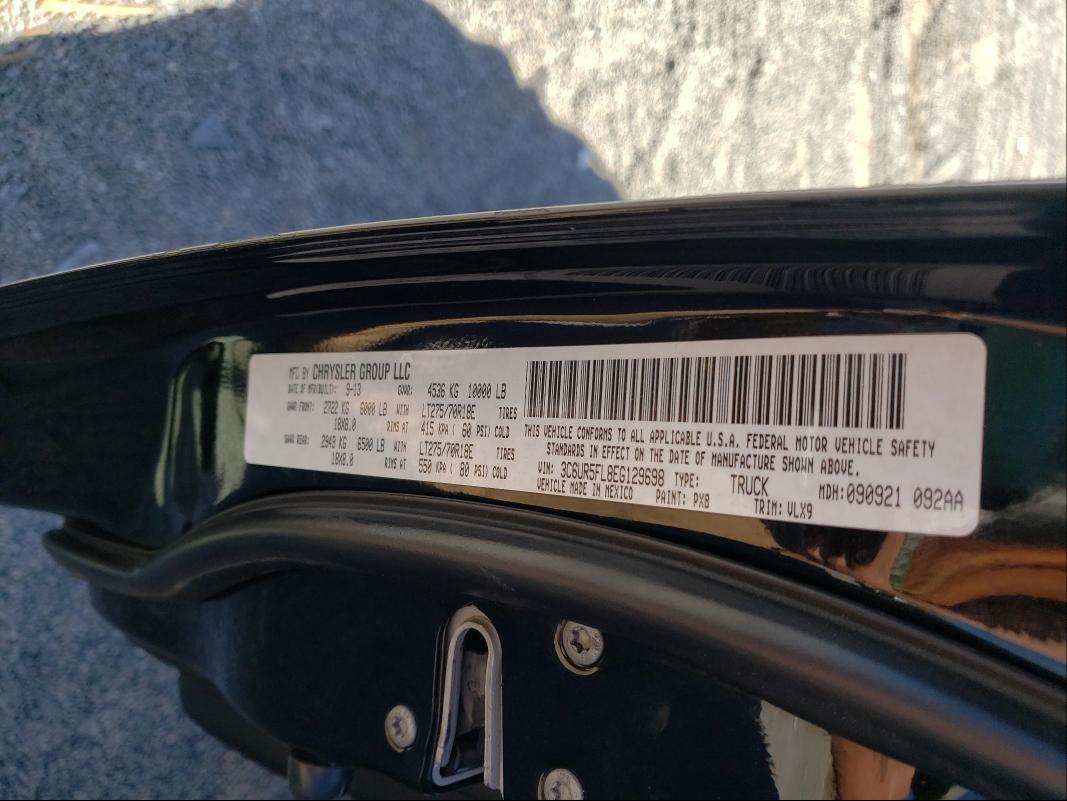 MFD BY CHRYSLER GROUP LLC
DATE OF MFR(BUILT): 9-13 GVWR: 4536 KG 10000 LB
GAWR FRONT: 2722 KG 6000 LB WITH LT275/70R18E TIRES
18X8.0 RIMS AT 415 KPA ( 60 PSI) COLD
GAWR REAR: 2949 KG 6500 LB WITH LT275/70R18E TIRES
18X8.0 RIMS AT 550 KPA ( 80 PSI) COLD
THIS VEHICLE CONFORMS TO ALL APPLICABLE U.S.A. FEDERAL MOTOR VEHICLE SAFETY
STANDARDS IN EFFECT ON THE DATE OF MANUFACTURE SHOWN ABOVE.
VIN: 3C6UR5FL8EG129698 TYPE: TRUCK MDH:090921 092AA
VEHICLE MADE IN MEXICO PAINT: PX8 TRIM: VLX9